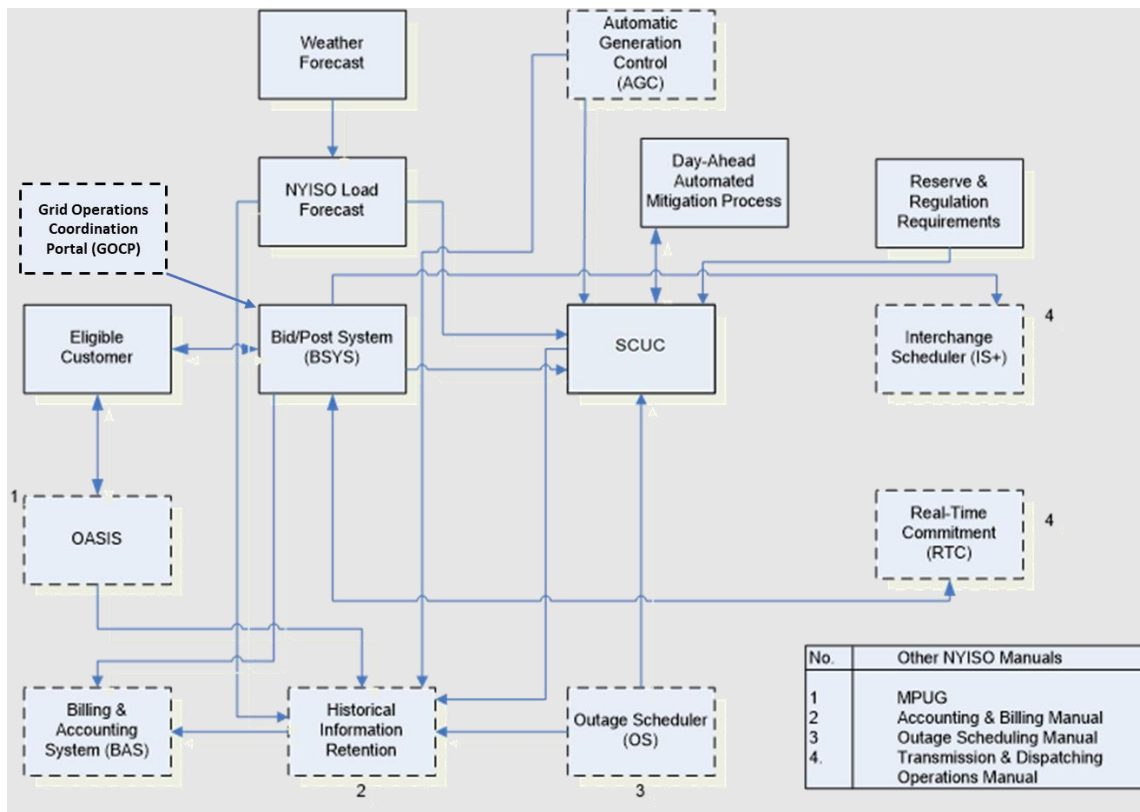 Weather
Forecast
Automatic
Generation
Control
(AGC)
Day-Ahead
Automated
Mitigation Process
NYISO Load
Forecast
Reserve &
Regulation
Requirements
Grid Operations
Coordination
Portal (GOCP)
Eligible
Customer
Bid/Post System
(BSYS)
SCUC
Interchange
Scheduler (IS+)
4
1
OASIS
Real-Time
Commitment
(RTC)
4
Billing &
Accounting
System (BAS)
Historical
Information
Retention
2
Outage Scheduler
(OS)
3
No. Other NYISO Manuals
1 MPUG
2 Accounting & Billing Manual
3 Outage Scheduling Manual
4. Transmission & Dispatching
Operations Manual